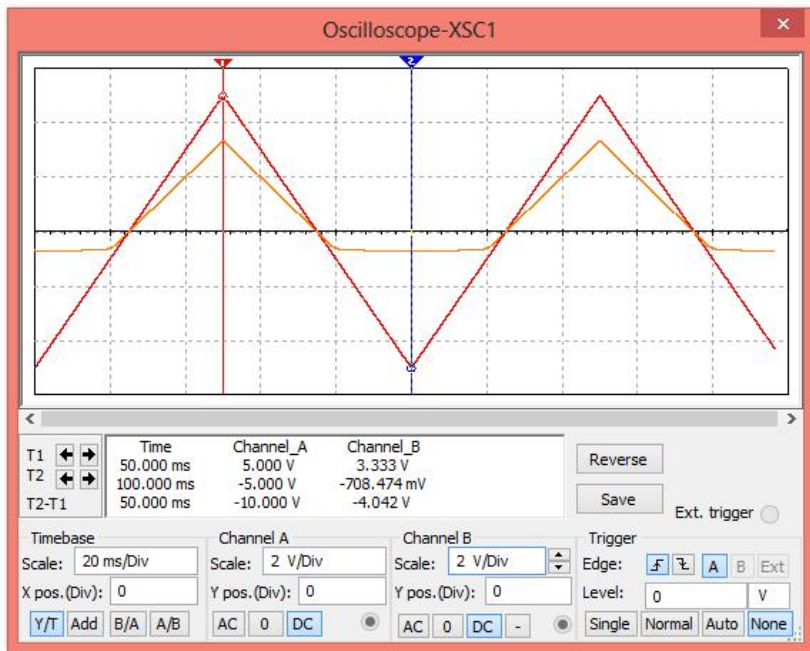 Oscilloscope-XSC1
×
1
2
Time Channel_A Channel_B
T1 50.000 ms 5.000 V 3.333 V
T2 100.000 ms -5.000 V -708.474 mV
T2-T1 50.000 ms -10.000 V -4.042 V
Reverse
Save
Ext. trigger
Timebase
Scale: 20 ms/Div
X pos.(Div): 0
Y/T Add B/A A/B
Channel A
Scale: 2 V/Div
Y pos.(Div): 0
AC 0 DC
Channel B
Scale: 2 V/Div
Y pos.(Div): 0
AC 0 DC -
Trigger
Edge: A B Ext
Level: 0 V
Single Normal Auto None